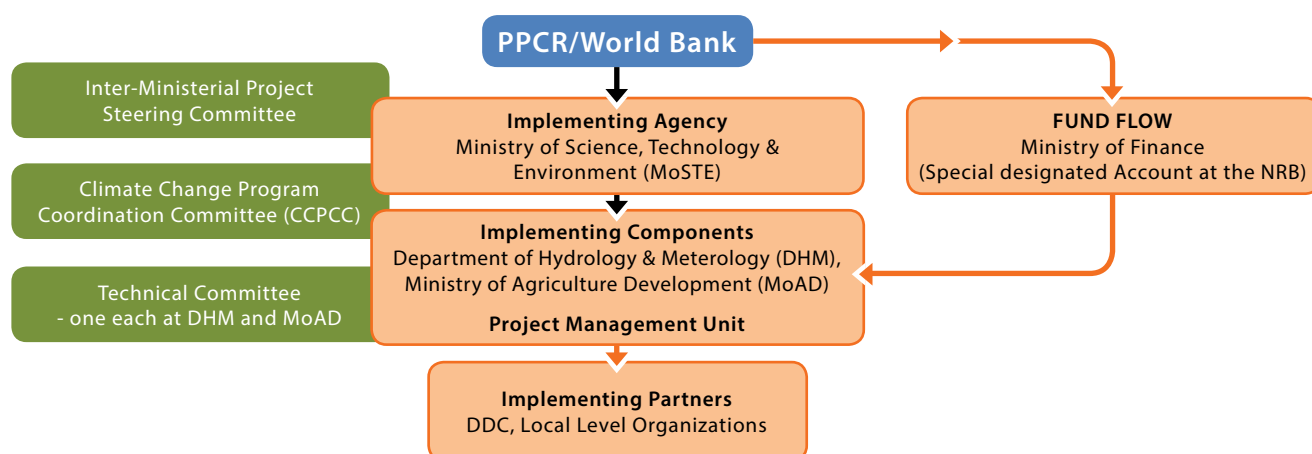 PPCR/World Bank
Inter-Ministerial Project
Steering Committee
Implementing Agency
Ministry of Science, Technology &
Environment (MoSTE)
FUND FLOW
Ministry of Finance
(Special designated Account at the NRB)
Climate Change Program
Coordination Committee (CCPCC)
Implementing Components
Department of Hydrology & Meterology (DHM),
Ministry of Agriculture Development (MoAD)
Project Management Unit
Technical Committee
- one each at DHM and MoAD
Implementing Partners
DDC, Local Level Organizations